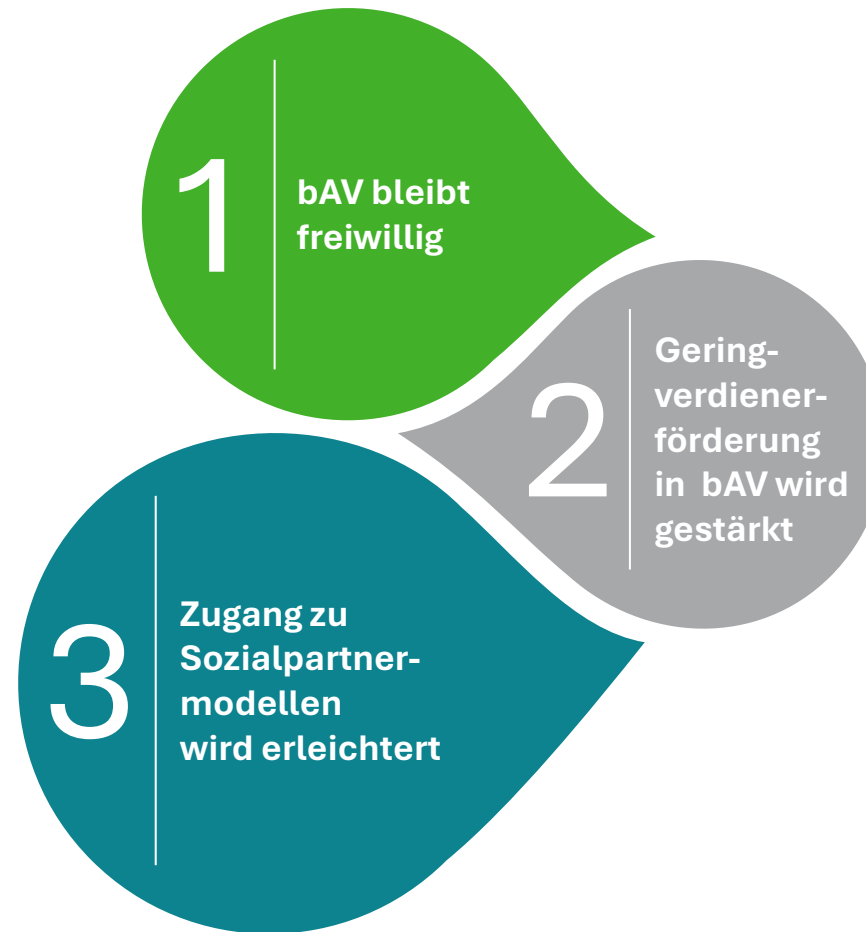 1
bAV bleibt
freiwillig
2
Gering-
verdiener-
förderung
in bAV wird
gestärkt
3
Zugang zu
Sozialpartner-
modellen
wird erleichtert